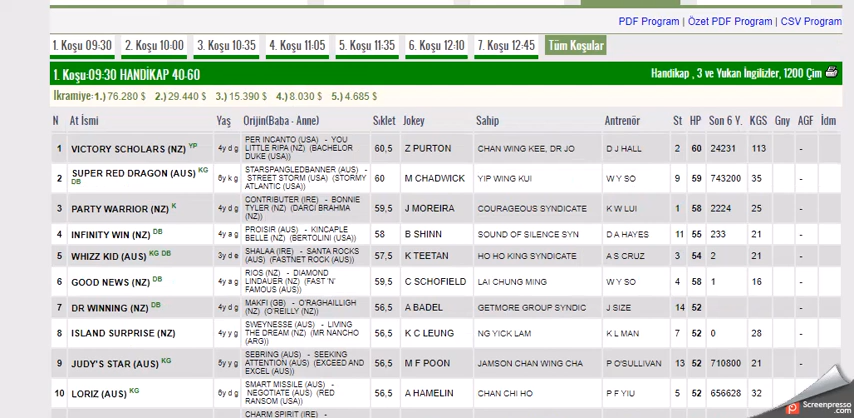 PDF Program | Özet PDF Program | CSV Program
1. Koşu 09:30 2. Koşu 10:00 3. Koşu 10:35 4. Koşu 11:05 5. Koşu 11:35 6. Koşu 12:10 7. Koşu 12:45 Tüm Koşular
1. Koşu:09:30 HANDİKAP 40-60 Handikap , 3 ve Yukarı İngilizler, 1200 Çim
İkramiye:1.) 76.280 $ 2.) 29.440 $ 3.) 15.390 $ 4.) 8.030 $ 5.) 4.685 $
N At İsmi Yaş Orijin(Baba - Anne) Sıklet Jokey Sahip Antrenör St HP Son 6 Y. KGS Gny AGF İdm
1 VICTORY SCHOLARS (NZ) YP 4y d g PER INCANTO (USA) - YOU LITTLE RIPA (NZ) (BACHELOR DUKE (USA)) 60,5 Z PURTON CHAN WING KEE, DR JO D J HALL 2 60 24231 113 -
2 SUPER RED DRAGON (AUS) KG DB 6y k g STARSPANGLEDBANNER (AUS) - STREET STORM (USA) (STORMY ATLANTIC (USA)) 60 M CHADWICK YIP WING KUI W Y SO 9 59 743200 35 -
3 PARTY WARRIOR (NZ) K 4y d g CONTRIBUTER (IRE) - BONNIE TYLER (NZ) (DARCI BRAHMA (NZ)) 59,5 J MOREIRA COURAGEOUS SYNDICATE K W LUI 1 58 2224 25 -
4 INFINITY WIN (NZ) DB 4y a g PROISIR (AUS) - KINCAPLE BELLE (NZ) (BERTOLINI (USA)) 58 B SHINN SOUND OF SILENCE SYN D A HAYES 11 55 233 21 -
5 WHIZZ KID (AUS) KG DB 3y d e SHALAA (IRE) - SANTA ROCKS (AUS) (FASTNET ROCK (AUS)) 57,5 K TEETAN HO HO KING SYNDICATE A S CRUZ 3 54 2 21 -
6 GOOD NEWS (NZ) DB 4y a g RIOS (NZ) - DIAMOND LINDAUER (NZ) (FAST 'N' FAMOUS (AUS)) 59,5 C SCHOFIELD LAI CHUNG MING W Y SO 4 58 1 16 -
7 DR WINNING (NZ) DB 4y d g MAKFI (GB) - O'RAGHAILLIGH (NZ) (O'REILLY (NZ)) 56,5 A BADEL GETMORE GROUP SYNDIC J SIZE 14 52 -
8 ISLAND SURPRISE (NZ) 4y y g SWEYNESSE (AUS) - LIVING THE DREAM (NZ) (MR NANCHO (ARG)) 56,5 K C LEUNG NG YICK LAM K L MAN 7 52 0 28 -
9 JUDY'S STAR (AUS) KG 5y y g SEBRING (AUS) - SEEKING ATTENTION (AUS) (EXCEED AND EXCEL (AUS)) 56,5 M F POON JAMSON CHAN WING CHA P O'SULLIVAN 13 52 710800 21 -
10 LORIZ (AUS) KG 6y d g SMART MISSILE (AUS) - NEGOTIATE (AUS) (RED RANSOM (USA)) 56,5 A HAMELIN CHAN CHI HO P F YIU 5 52 656628 32 -
CHARM SPIRIT (IRE) -
Screenpresso
.com